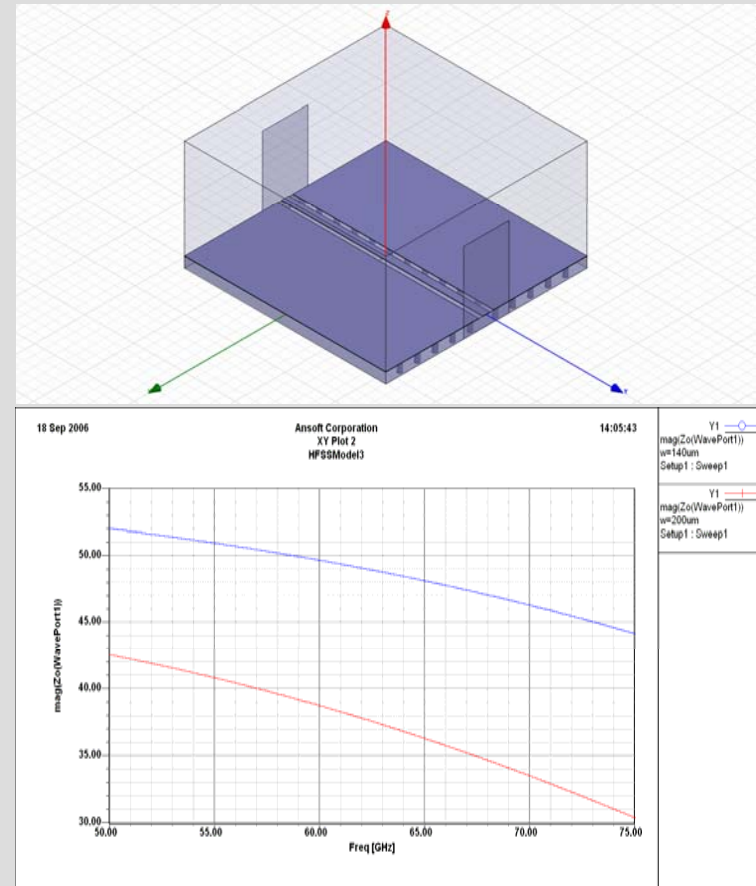 Z
18 Sep 2006
Ansoft Corporation
14:05:43
XY Plot 2
HFSSModel3
Y1
mag(Zo(WavePort1))
w=140um
Setup1 : Sweep1
Y1
mag(Zo(WavePort1))
w=200um
Setup1 : Sweep1
mag(Zo(WavePort1))
55.00
50.00
45.00
40.00
35.00
30.00
50.00
55.00
60.00
65.00
70.00
75.00
Freq [GHz]